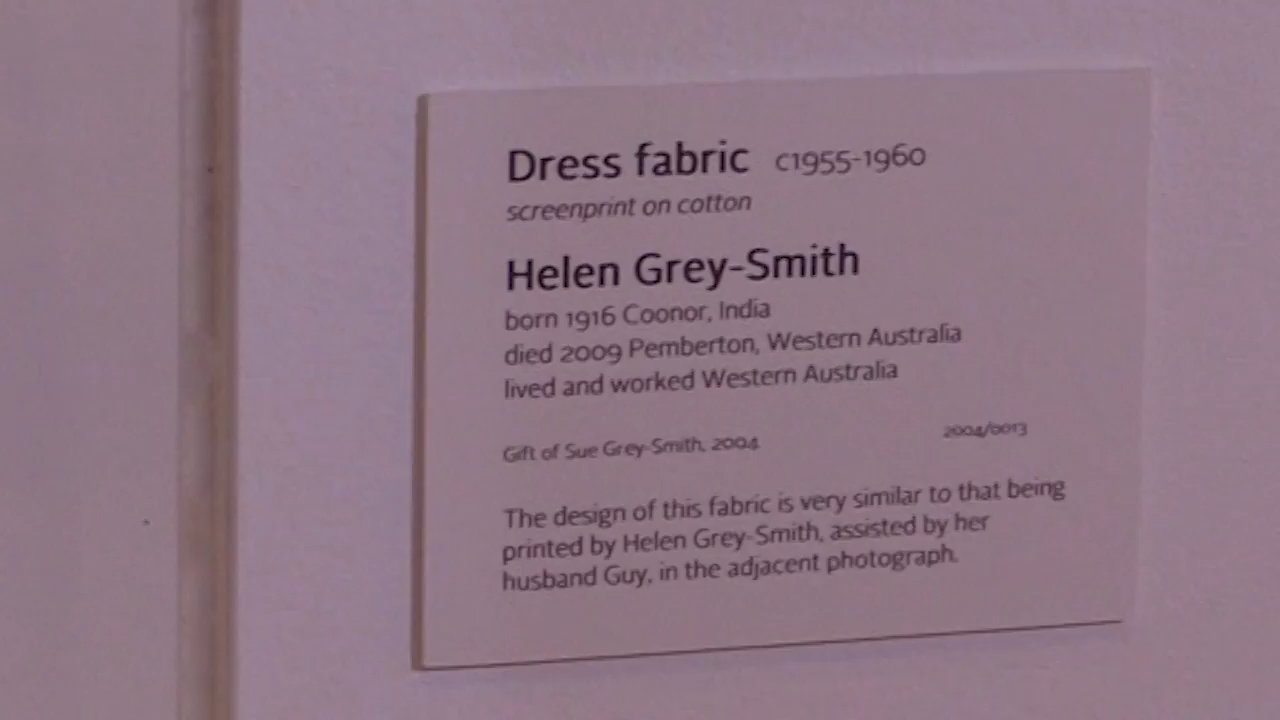 Dress fabric c1955-1960
screenprint on cotton
Helen Grey-Smith
born 1916 Coonor, India
died 2009 Pemberton, Western Australia
lived and worked Western Australia
Gift of Sue Grey-Smith, 2004 2004/0013
The design of this fabric is very similar to that being
printed by Helen Grey-Smith, assisted by her
husband Guy, in the adjacent photograph.